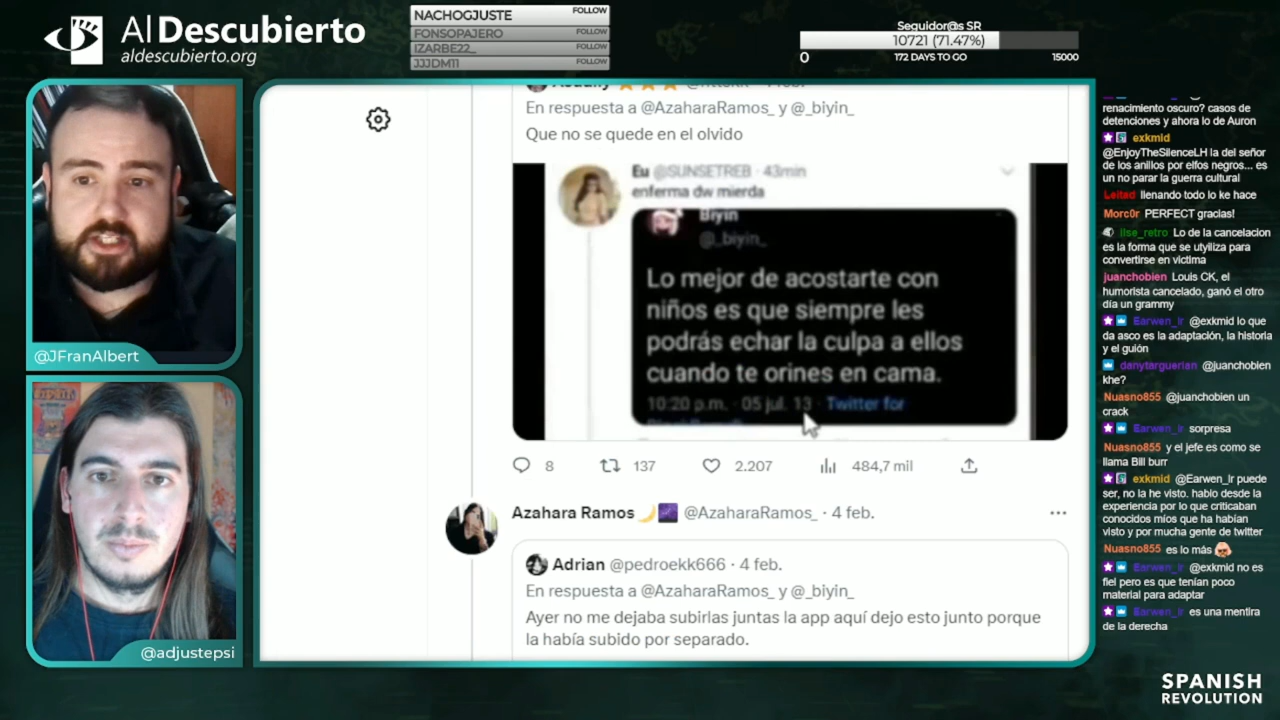 Al Descubierto
aldescubierto.org
NACHOGJUSTE FOLLOW
FONSOPAJERO FOLLOW
IZARBE22_ FOLLOW
JJJDM11 FOLLOW
Seguidor@s SR
10721 (71.47%)
0 172 DAYS TO GO 15000
@JFranAlbert
@adjustepsi
En respuesta a @AzaharaRamos_ y @_biyin_
Que no se quede en el olvido
Eu @SUNSETREB · 43min
enferma dw mierda
Biyin
@_biyin_
Lo mejor de acostarte con
niños es que siempre les
podrás echar la culpa a ellos
cuando te orines en cama.
10:20 p.m. · 05 jul. 13 · Twitter for
8 137 2.207 484,7 mil
Azahara Ramos @AzaharaRamos_ · 4 feb.
Adrian @pedroekk666 · 4 feb.
En respuesta a @AzaharaRamos_ y @_biyin_
Ayer no me dejaba subirlas juntas la app aquí dejo esto junto porque
la había subido por separado.
renacimiento oscuro? casos de
detenciones y ahora lo de Auron
exkmid
@EnjoyTheSilenceLH la del señor
de los anillos por elfos negros... es
un no parar la guerra cultural
Leitad llenando todo lo ke hace
Morc0r PERFECT gracias!
ilse_retro Lo de la cancelacion
es la forma que se utyiliza para
convertirse en victima
juanchobien Louis CK, el
humorista cancelado, ganó el otro
día un grammy
Earwen_Ir @exkmid lo que
da asco es la adaptación, la historia
y el guión
danytarguerian @juanchobien
khe?
Nuasno855 @juanchobien un
crack
Earwen_Ir sorpresa
Nuasno855 y el jefe es como se
llama Bill burr
exkmid @Earwen_Ir puede
ser, no la he visto. hablo desde la
experiencia por lo que criticaban
conocidos míos que ha habían
visto y por mucha gente de twitter
Nuasno855 es lo más
Earwen_Ir @exkmid no es
fiel pero es que tenían poco
material para adaptar
Earwen_Ir es una mentira
de la derecha
SPANISH
REVOLUTION